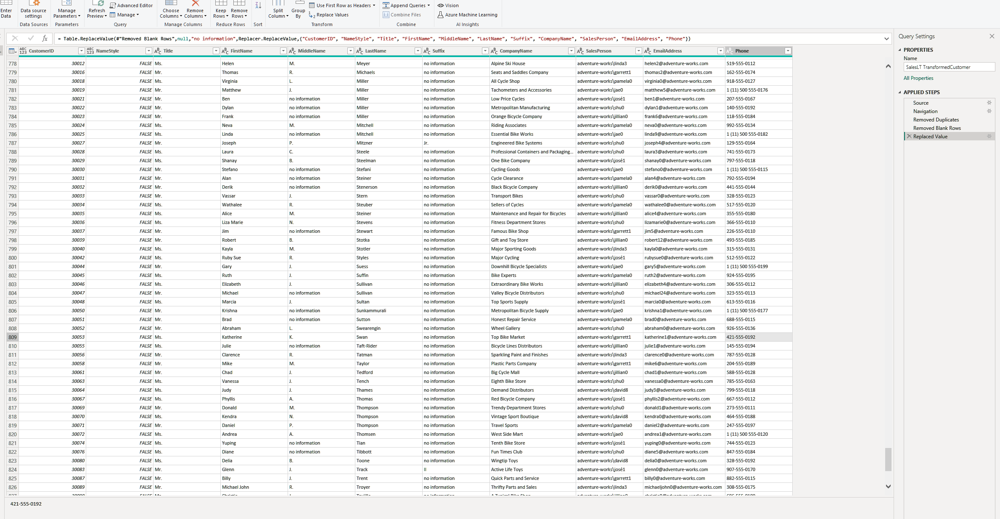 Enter Data
Data source settings
Data Sources
Manage Parameters
Parameters
Refresh Preview
Advanced Editor
Manage
Query
Choose Columns
Remove Columns
Manage Columns
Keep Rows
Remove Rows
Reduce Rows
Sort
Split Column
Group By
Use First Row as Headers
Replace Values
Transform
Append Queries
Combine Files
Combine
Vision
Azure Machine Learning
AI Insights
fx = Table.ReplaceValue(#"Removed Blank Rows",null,"no information",Replacer.ReplaceValue,{"CustomerID", "NameStyle", "Title", "FirstName", "MiddleName", "LastName", "Suffix", "CompanyName", "SalesPerson", "EmailAddress", "Phone"})
ABC 123 CustomerID ABC 123 NameStyle ABC Title ABC FirstName ABC MiddleName ABC LastName ABC Suffix ABC CompanyName ABC SalesPerson ABC EmailAddress ABC Phone
778 30012 FALSE Ms. Helen M. Meyer no information Alpine Ski House adventure-works\linda3 helen2@adventure-works.com 519-555-0112
779 30016 FALSE Mr. Thomas R. Michaels no information Seats and Saddles Company adventure-works\garrett1 thomas2@adventure-works.com 162-555-0174
780 30018 FALSE Ms. Virginia L. Miller no information All Cycle Shop adventure-works\pamela0 virginia0@adventure-works.com 918-555-0127
781 30019 FALSE Mr. Matthew J. Miller no information Tachometers and Accessories adventure-works\jae0 matthew5@adventure-works.com 1 (11) 500 555-0176
782 30021 FALSE Mr. Ben no information Miller no information Low Price Cycles adventure-works\josé1 ben1@adventure-works.com 207-555-0167
783 30022 FALSE Mr. Dylan no information Miller no information Metropolitan Manufacturing adventure-works\shu0 dylan1@adventure-works.com 140-555-0192
784 30023 FALSE Mr. Frank no information Miller no information Orange Bicycle Company adventure-works\jillian0 frank6@adventure-works.com 118-555-0184
785 30024 FALSE Ms. Neva M. Mitchell no information Riding Associates adventure-works\pamela0 neva0@adventure-works.com 992-555-0134
786 30025 FALSE Ms. Linda no information Mitchell no information Essential Bike Works adventure-works\jae0 linda9@adventure-works.com 1 (11) 500 555-0182
787 30027 FALSE Mr. Joseph P. Mitzner Jr. Engineered Bike Systems adventure-works\shu0 joseph4@adventure-works.com 129-555-0164
788 30028 FALSE Ms. Laura C. Steele no information Professional Containers and Packaging... adventure-works\shu0 laura3@adventure-works.com 741-555-0173
789 30029 FALSE Ms. Shanay B. Steelman no information One Bike Company adventure-works\josé1 shanay0@adventure-works.com 797-555-0118
790 30030 FALSE Mr. Stefano no information Stefani no information Cycling Goods adventure-works\jae0 stefano0@adventure-works.com 1 (11) 500 555-0115
791 30031 FALSE Mr. Alan no information Steiner no information Cycle Clearance adventure-works\pamela0 alan4@adventure-works.com 792-555-0194
792 30032 FALSE Mr. Derik no information Stenerson no information Black Bicycle Company adventure-works\jillian0 derik0@adventure-works.com 441-555-0144
793 30033 FALSE Mr. Vassar J. Stern no information Transport Bikes adventure-works\shu0 vassar0@adventure-works.com 328-555-0123
794 30034 FALSE Ms. Wathalee R. Steuber no information Sellers of Cycles adventure-works\pamela0 wathalee0@adventure-works.com 517-555-0120
795 30035 FALSE Ms. Alice M. Steiner no information Maintenance and Repair for Bicycles adventure-works\jillian0 alice4@adventure-works.com 355-555-0180
796 30036 FALSE Ms. Liza Marie N. Stevens no information Fitness Department Stores adventure-works\shu0 lizamarie0@adventure-works.com 366-555-0110
797 30037 FALSE Mr. Jim no information Stewart no information Famous Bike Shop adventure-works\garrett1 jim5@adventure-works.com 226-555-0110
798 30039 FALSE Mr. Robert B. Stotka no information Gift and Toy Store adventure-works\jillian0 robert12@adventure-works.com 493-555-0185
799 30040 FALSE Ms. Kayla M. Stotler no information Major Sporting Goods adventure-works\linda3 kayla0@adventure-works.com 315-555-0131
800 30042 FALSE Ms. Ruby Sue R. Styles no information Major Cycling adventure-works\josé1 rubysue0@adventure-works.com 512-555-0122
801 30044 FALSE Mr. Gary J. Suess no information Downhill Bicycle Specialists adventure-works\jae0 gary5@adventure-works.com 1 (11) 500 555-0199
802 30045 FALSE Ms. Ruth J. Suffin no information Bike Experts adventure-works\pamela0 ruth2@adventure-works.com 924-555-0195
803 30046 FALSE Ms. Elizabeth J. Sullivan no information Extraordinary Bike Works adventure-works\jillian0 elizabeth4@adventure-works.com 306-555-0112
804 30047 FALSE Mr. Michael no information Sullivan no information Valley Bicycle Distributors adventure-works\shu0 michael24@adventure-works.com 323-555-0113
805 30048 FALSE Ms. Marcia J. Sultan no information Top Sports Supply adventure-works\josé1 marcia0@adventure-works.com 613-555-0116
806 30050 FALSE Mr. Krishna no information Sunkammurali no information Metropolitan Bicycle Supply adventure-works\jae0 krishna1@adventure-works.com 1 (11) 500 555-0177
807 30051 FALSE Mr. Brad no information Sutton no information Honest Repair Service adventure-works\pamela0 brad0@adventure-works.com 688-555-0115
808 30052 FALSE Mr. Abraham L. Swearengin no information Wheel Gallery adventure-works\shu0 abraham0@adventure-works.com 926-555-0136
809 30053 FALSE Ms. Katherine K. Swan no information Top Bike Market adventure-works\garrett1 katherine1@adventure-works.com 421-555-0192
810 30055 FALSE Ms. Julie no information Taft-Rider no information Bicycle Lines Distributors adventure-works\jillian0 julie1@adventure-works.com 145-555-0194
811 30056 FALSE Mr. Clarence R. Tatman no information Sparkling Paint and Finishes adventure-works\linda3 clarence0@adventure-works.com 787-555-0128
812 30058 FALSE Mr. Mike M. Taylor no information Plastic Parts Company adventure-works\garrett1 mike6@adventure-works.com 204-555-0189
813 30061 FALSE Mr. Chad J. Tedford no information Big Cycle Mall adventure-works\jillian0 chad1@adventure-works.com 588-555-0128
814 30063 FALSE Ms. Vanessa J. Tench no information Eighth Bike Store adventure-works\shu0 vanessa0@adventure-works.com 785-555-0163
815 30064 FALSE Ms. Judy J. Thames no information Demand Distributors adventure-works\david8 judy3@adventure-works.com 799-555-0118
816 30067 FALSE Ms. Phyllis A. Thomas no information Red Bicycle Company adventure-works\josé1 phyllis2@adventure-works.com 667-555-0112
817 30069 FALSE Mr. Donald M. Thompson no information Trendy Department Stores adventure-works\shu0 donald1@adventure-works.com 273-555-0111
818 30070 FALSE Ms. Kendra N. Thompson no information Vintage Sport Boutique adventure-works\david8 kendra0@adventure-works.com 464-555-0188
819 30071 FALSE Mr. Daniel P. Thompson no information Travel Sports adventure-works\pamela0 daniel2@adventure-works.com 247-555-0197
820 30072 FALSE Ms. Andrea A. Thomsen no information West Side Mart adventure-works\jae0 andrea1@adventure-works.com 1 (11) 500 555-0120
821 30074 FALSE Ms. Yuping no information Tian no information Tenth Bike Store adventure-works\josé1 yuping0@adventure-works.com 744-555-0123
822 30076 FALSE Ms. Diane no information Tibbott no information Fun Times Club adventure-works\shu0 diane5@adventure-works.com 847-555-0184
823 30080 FALSE Ms. Delia B. Toone no information Wingtip Toys adventure-works\david8 delia0@adventure-works.com 328-555-0192
824 30083 FALSE Mr. Glenn J. Track II Active Life Toys adventure-works\josé1 glenn0@adventure-works.com 907-555-0170
825 30087 FALSE Mr. Billy J. Trent no information Quick Parts and Service adventure-works\garrett1 billy0@adventure-works.com 882-555-0115
826 30089 FALSE Mr. Michael John R. Troyer no information Thrifty Parts and Sales adventure-works\linda3 michaeljohn0@adventure-works.com 308-555-0175
421-555-0192
Query Settings
PROPERTIES
Name
SalesLT TransformedCustomer
All Properties
APPLIED STEPS
Source
Navigation
Removed Duplicates
Removed Blank Rows
Replaced Value